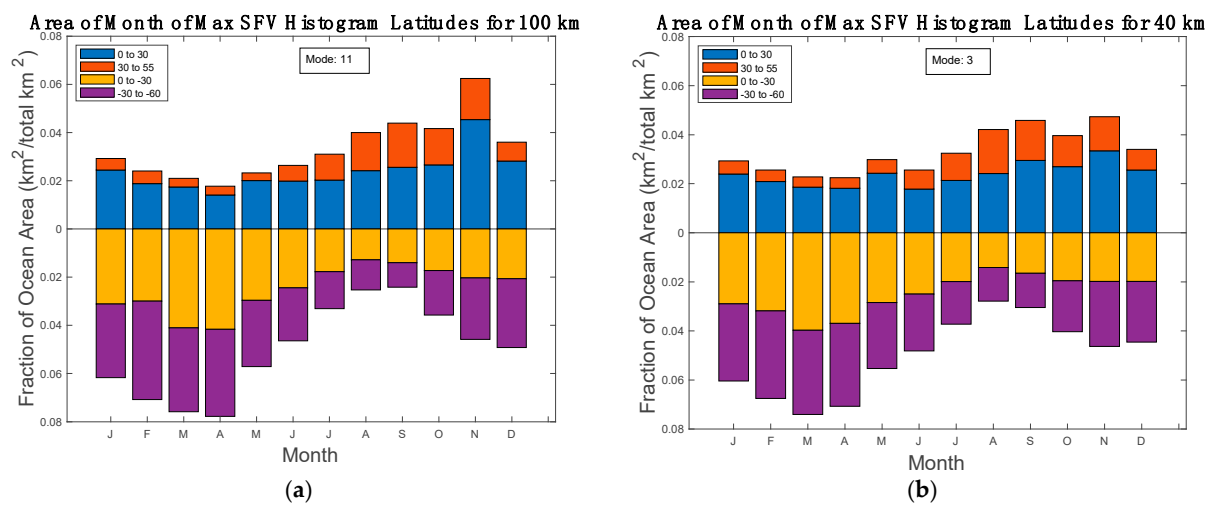 Area of Month of Max SFV Histogram Latitudes for 100 km
0 to 30
30 to 55
0 to -30
-30 to -60
Mode: 11
0.08
0.06
0.04
0.02
0
0.02
0.04
0.06
0.08
Fraction of Ocean Area (km²/total km²)
J F M A M J J A S O N D
Month
(a)
Area of Month of Max SFV Histogram Latitudes for 40 km
0 to 30
30 to 55
0 to -30
-30 to -60
Mode: 3
0.08
0.06
0.04
0.02
0
0.02
0.04
0.06
0.08
Fraction of Ocean Area (km²/total km²)
J F M A M J J A S O N D
Month
(b)